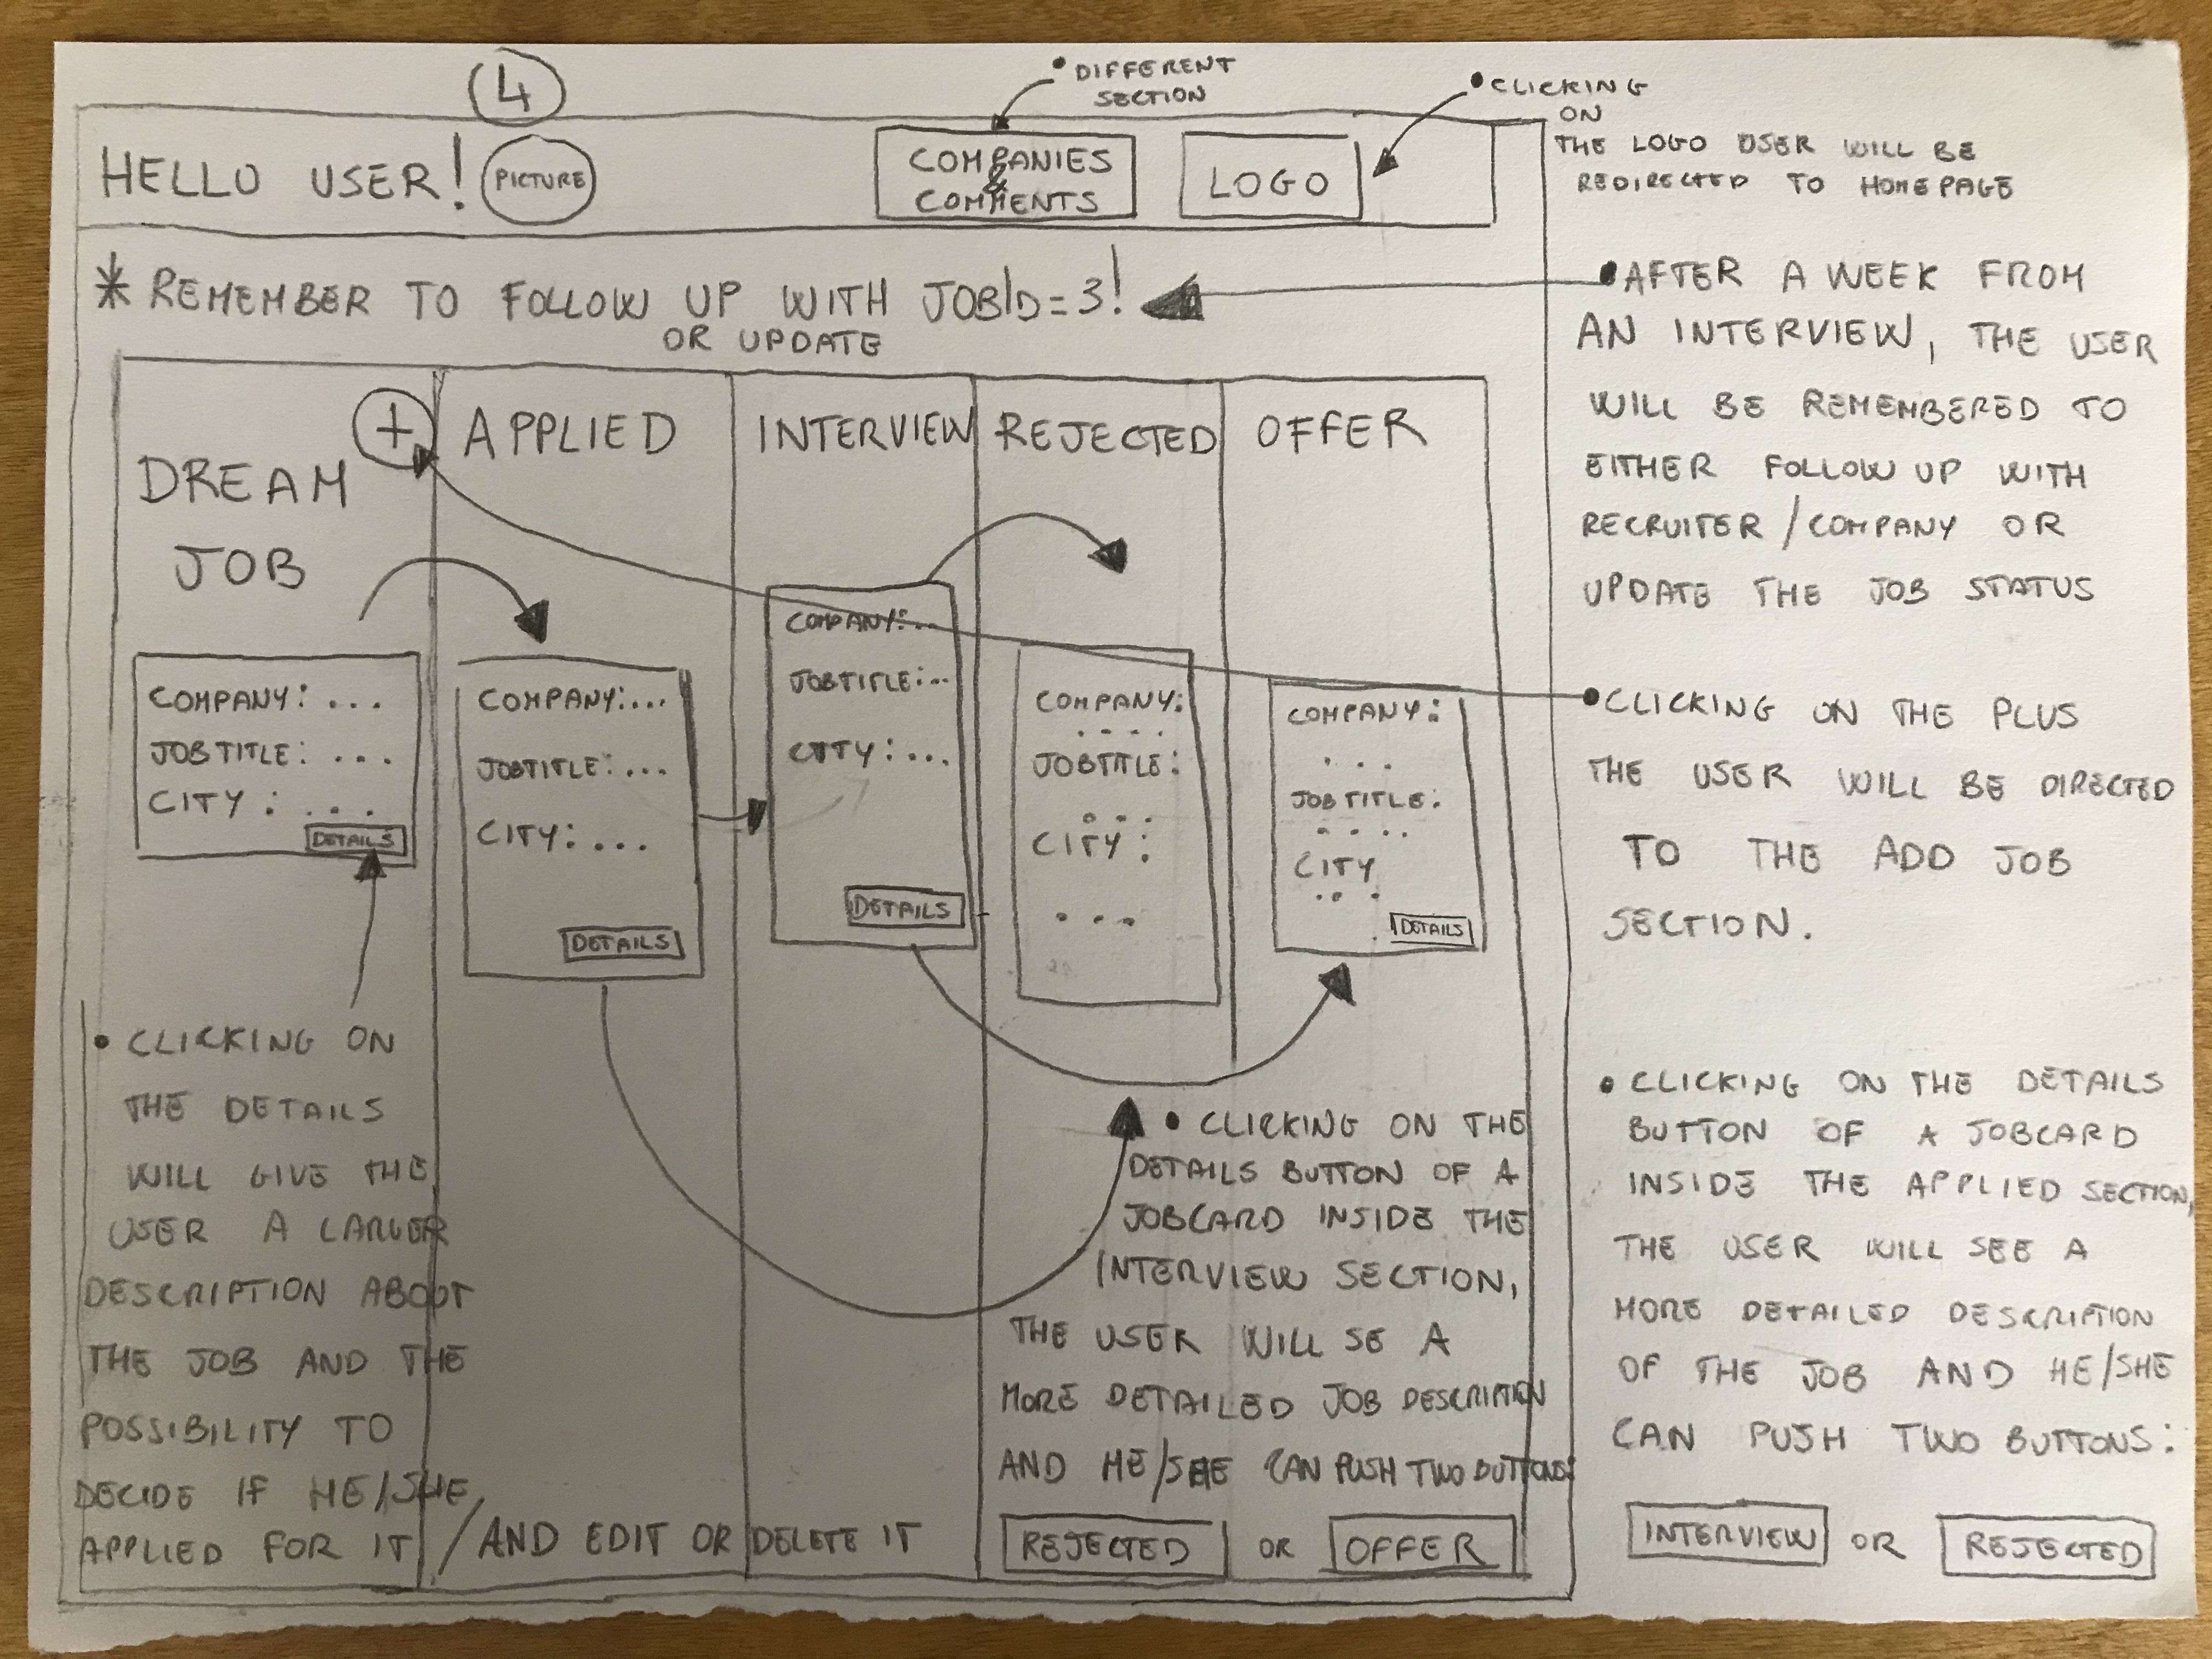 4
• DIFFERENT
SECTION
• CLICKING
ON
THE LOGO USER WILL BE
REDIRECTED TO HOMEPAGE
HELLO USER!
PICTURE
COMPANIES
&
COMMENTS
LOGO
* REMEMBER TO FOLLOW UP WITH JOBID=3!
OR UPDATE
• AFTER A WEEK FROM
AN INTERVIEW, THE USER
WILL BE REMEMBERED TO
EITHER FOLLOW UP WITH
RECRUITER/COMPANY OR
UPDATE THE JOB STATUS
DREAM
JOB
+
APPLIED
INTERVIEW
REJECTED
OFFER
COMPANY: ...
JOBTITLE: ...
CITY: ...
DETAILS
COMPANY:...
JOBTITLE:...
CITY:...
DETAILS
COMPANY:...
JOBTITLE:...
CITY:...
DETAILS
COMPANY:
....
JOBTITLE:
....
CITY:
...
COMPANY:
...
JOBTITLE:
....
CITY
...
DETAILS
• CLICKING ON THE PLUS
THE USER WILL BE DIRECTED
TO THE ADD JOB
SECTION.
• CLICKING ON
THE DETAILS
WILL GIVE THE
USER A LARGER
DESCRIPTION ABOUT
THE JOB AND THE
POSSIBILITY TO
DECIDE IF HE/SHE
APPLIED FOR IT / AND EDIT OR DELETE IT
• CLICKING ON THE
DETAILS BUTTON OF A
JOBCARD INSIDE THE
INTERVIEW SECTION,
THE USER WILL SE A
MORE DETAILED JOB DESCRIPTION
AND HE/SHE CAN PUSH TWO BUTTONS:
REJECTED OR OFFER
• CLICKING ON THE DETAILS
BUTTON OF A JOBCARD
INSIDE THE APPLIED SECTION,
THE USER WILL SEE A
MORE DETAILED DESCRIPTION
OF THE JOB AND HE/SHE
CAN PUSH TWO BUTTONS:
INTERVIEW OR REJECTED